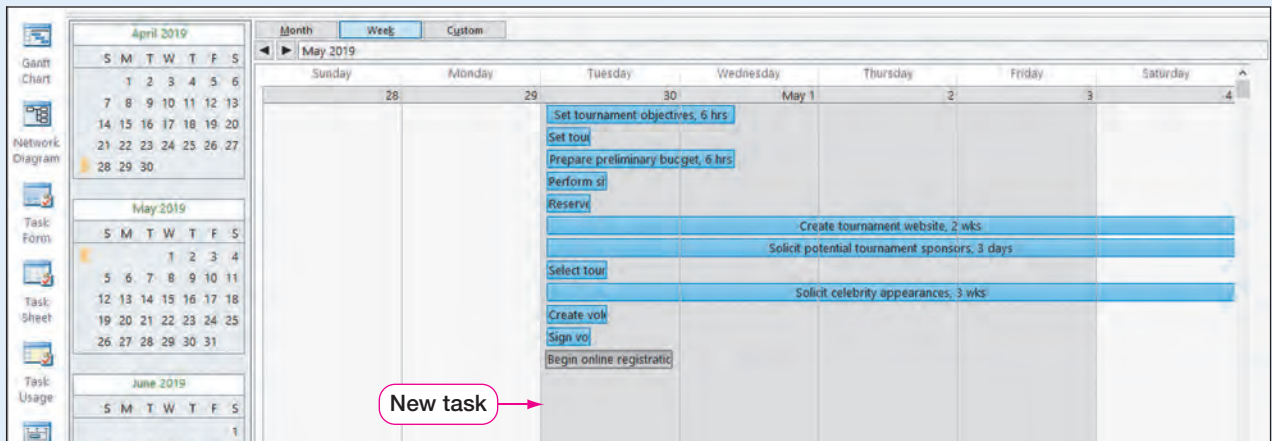 Gantt
Chart
Network
Diagram
Task
Form
Task
Sheet
Task
Usage
April 2019
S M T W T F S
1 2 3 4 5 6
7 8 9 10 11 12 13
14 15 16 17 18 19 20
21 22 23 24 25 26 27
28 29 30
May 2019
S M T W T F S
1 2 3 4
5 6 7 8 9 10 11
12 13 14 15 16 17 18
19 20 21 22 23 24 25
26 27 28 29 30 31
June 2019
S M T W T F S
1
Month Week Custom
May 2019
Sunday Monday Tuesday Wednesday Thursday Friday Saturday
28 29 30 May 1 2 3 4
Set tournament objectives, 6 hrs
Set tour
Prepare preliminary budget, 6 hrs
Perform si
Reserve
Create tournament website, 2 wks
Solicit potential tournament sponsors, 3 days
Select tour
Solicit celebrity appearances, 3 wks
Create volu
Sign vo
Begin online registratic
New task